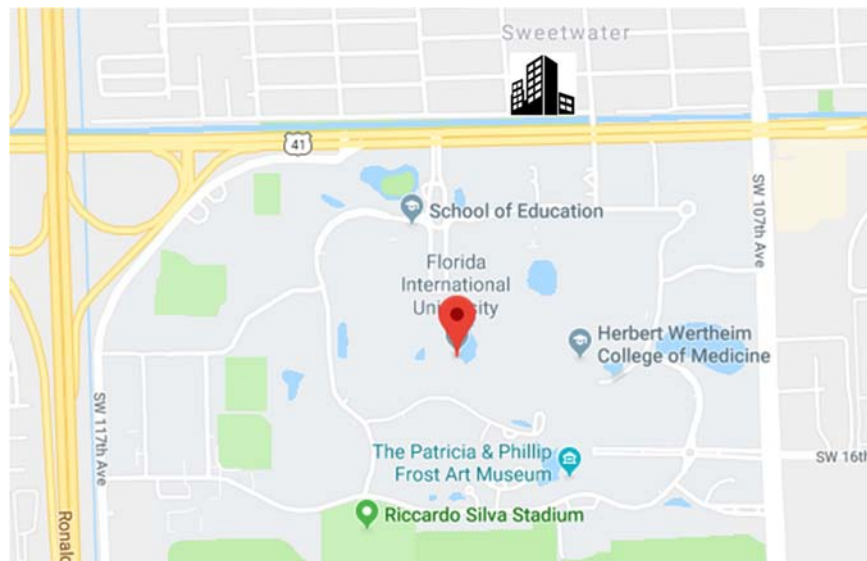 Sweetwater
41
School of Education
SW 107th Ave
Florida
International
University
Herbert Wertheim
College of Medicine
SW 117th Ave
The Patricia & Phillip
Frost Art Museum
SW 16th
Riccardo Silva Stadium
Ronald